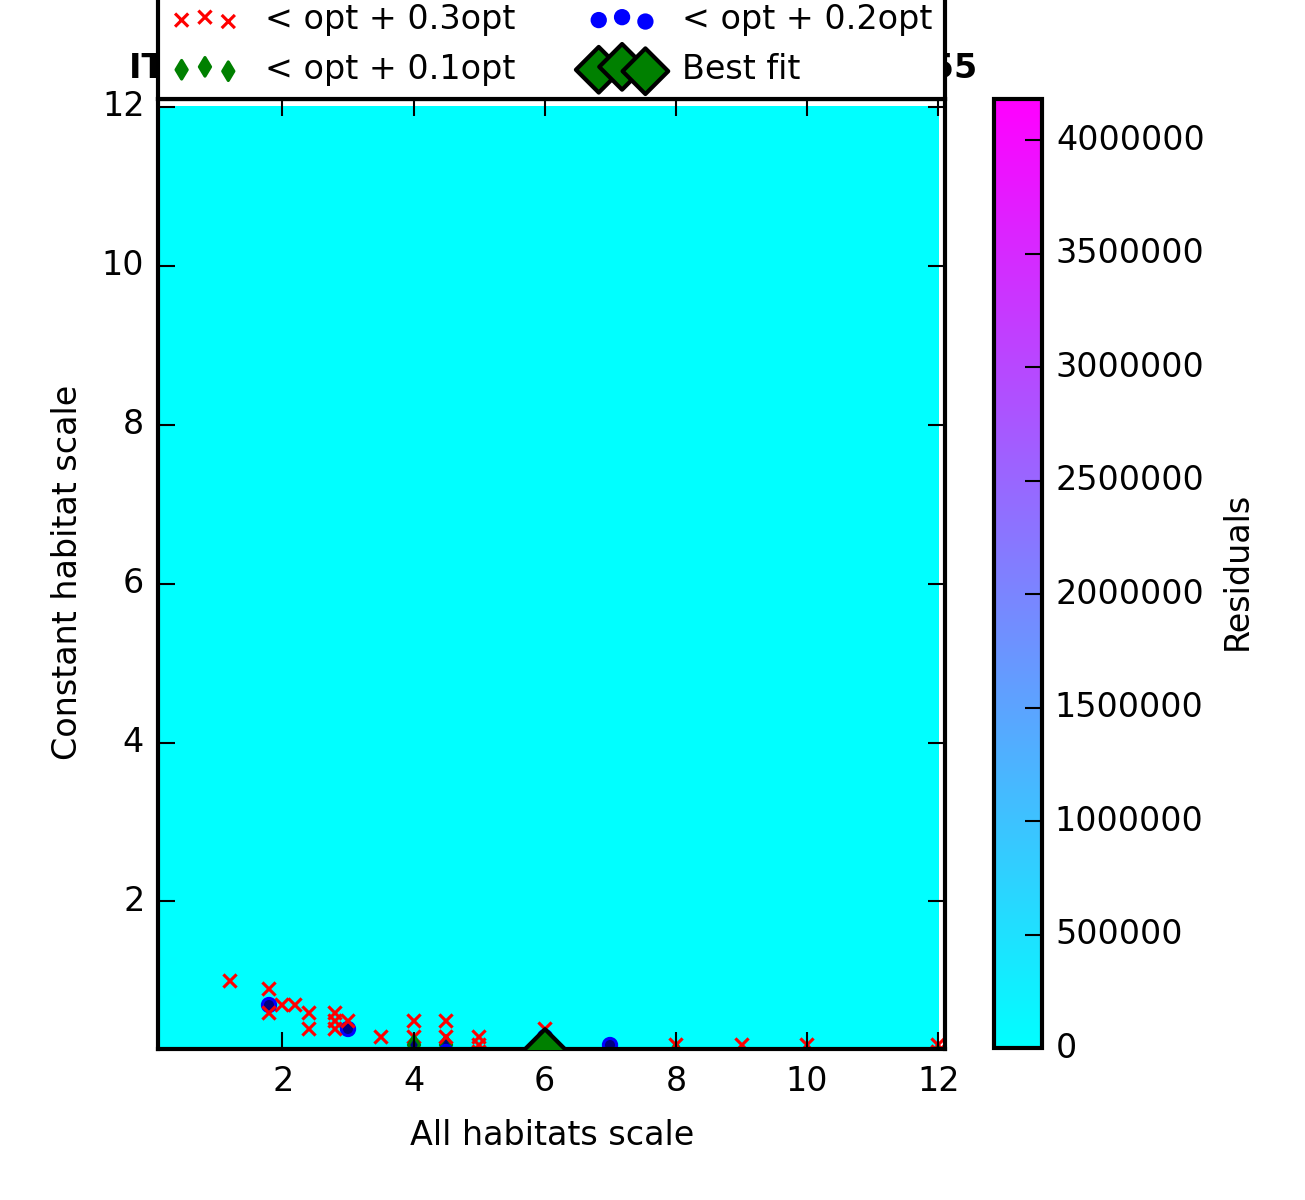 < opt + 0.3opt < opt + 0.2opt
< opt + 0.1opt Best fit
12
10
8
6
4
2
2 4 6 8 10 12
All habitats scale
Constant habitat scale
4000000
3500000
3000000
2500000
2000000
1500000
1000000
500000
0
Residuals